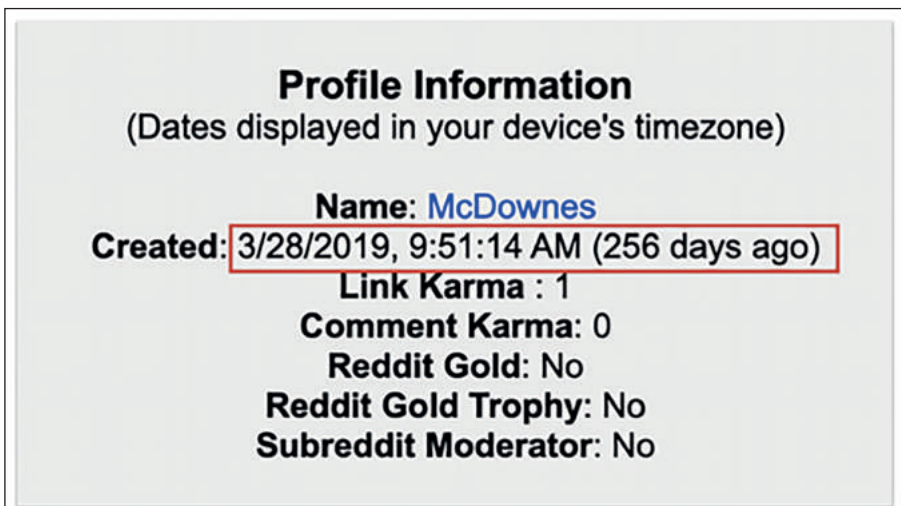 Profile Information
(Dates displayed in your device's timezone)
Name: McDownes
Created: 3/28/2019, 9:51:14 AM (256 days ago)
Link Karma : 1
Comment Karma: 0
Reddit Gold: No
Reddit Gold Trophy: No
Subreddit Moderator: No